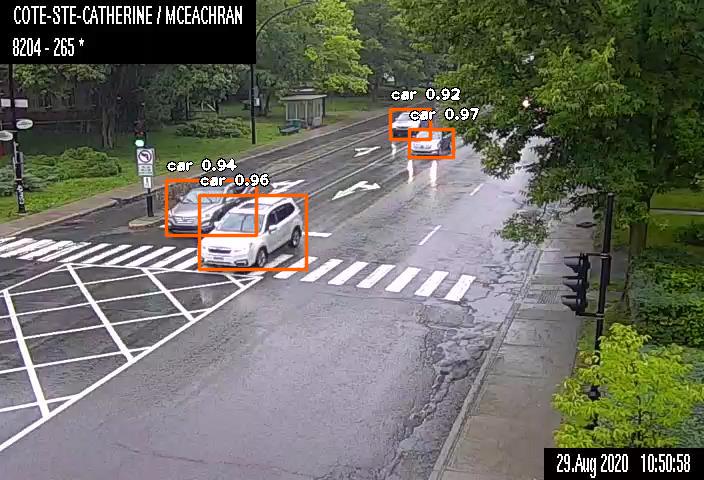 COTE-STE-CATHERINE / MCEACHRAN
8204 - 265 *
car 0.92
car 0.97
car 0.94
car 0.96
29.Aug 2020 10:50:58